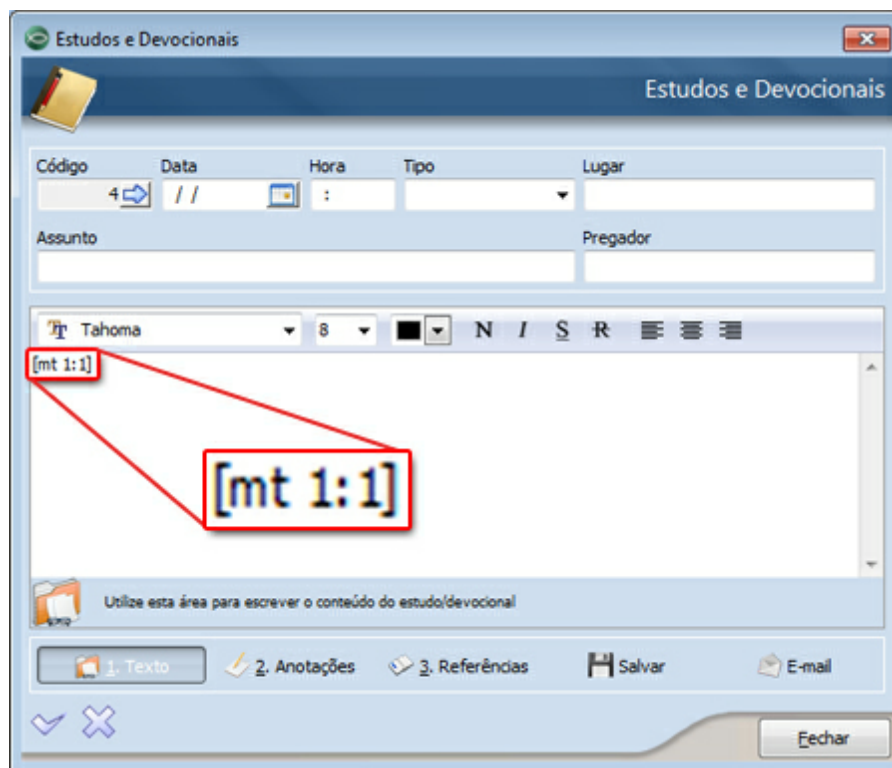 Estudos e Devocionais
Estudos e Devocionais
Código Data Hora Tipo Lugar
4 / / :
Assunto Pregador
Tahoma 8 N I S R
[mt 1:1]
[mt 1:1]
Utilize esta área para escrever o conteúdo do estudo/devocional
1. Texto 2. Anotações 3. Referências Salvar E-mail
Fechar